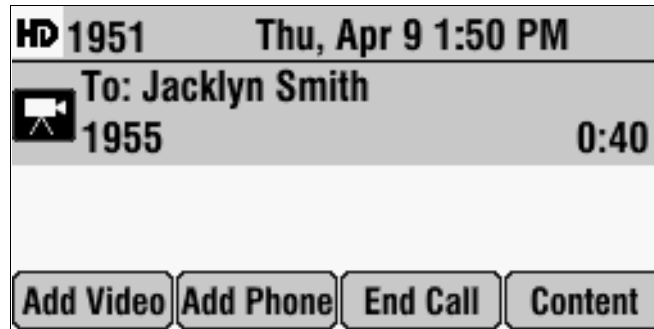 HD 1951 Thu, Apr 9 1:50 PM
To: Jacklyn Smith
1955 0:40
Add Video Add Phone End Call Content